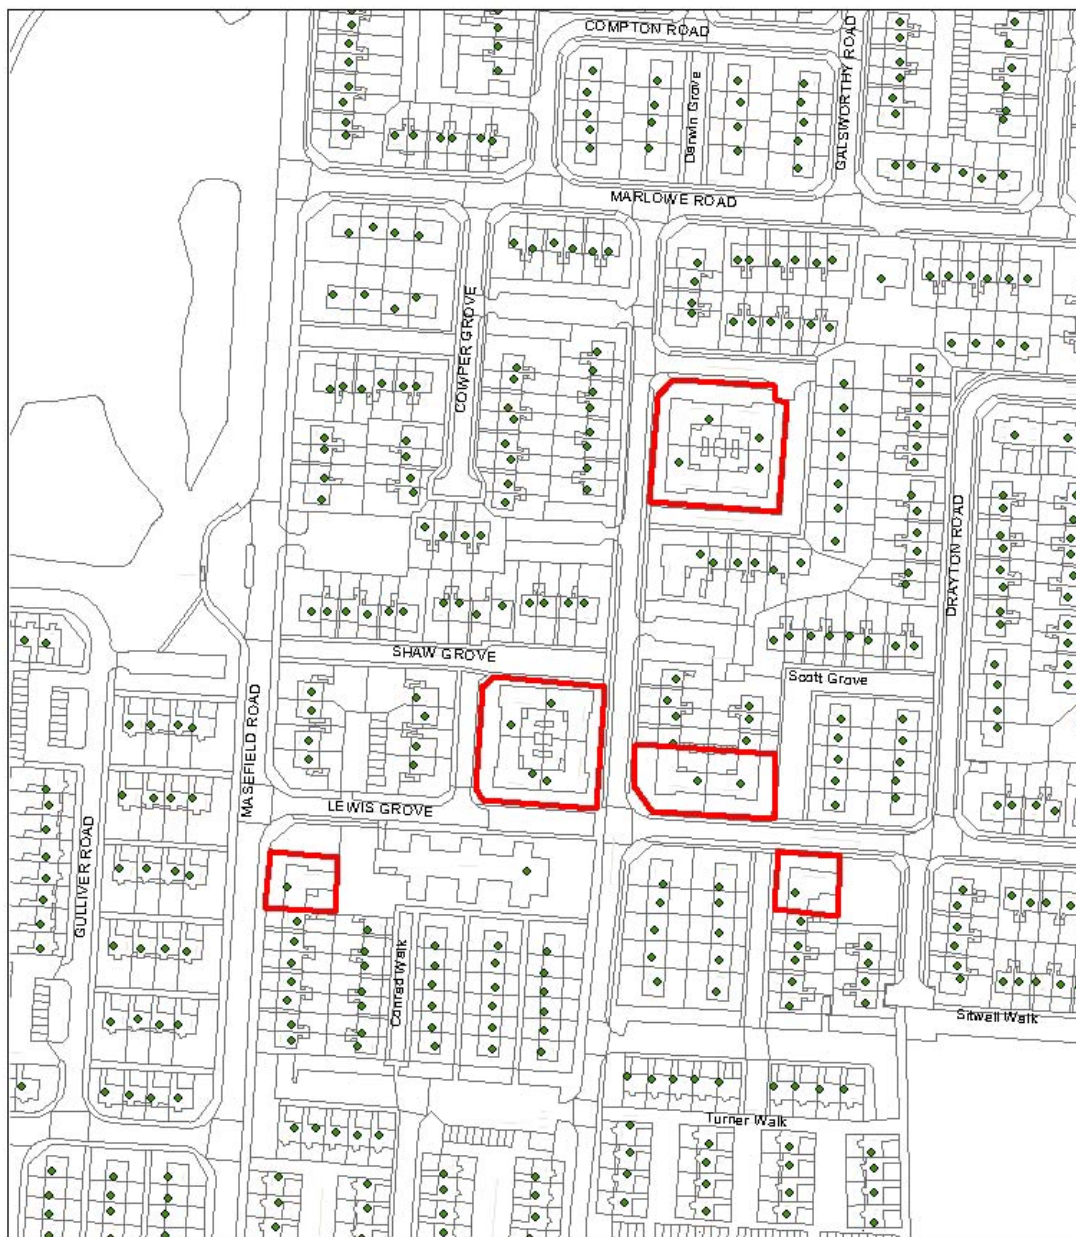 COMPTON ROAD
GALSWORTHY ROAD
Darwin Grove
MARLOWE ROAD
COWPER GROVE
DRAYTON ROAD
SHAW GROVE
Scott Grove
MASEFIELD ROAD
LEWIS GROVE
GULLIVER ROAD
Conrad Walk
Sitwell Walk
Turner Walk